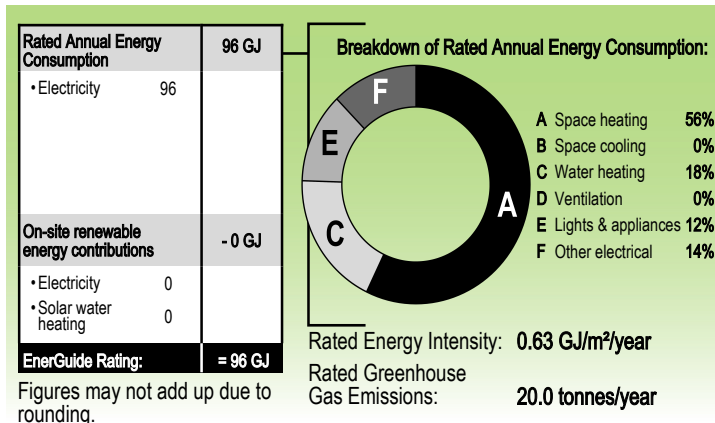 Rated Annual Energy
Consumption
96 GJ
• Electricity 96
On-site renewable
energy contributions
- 0 GJ
• Electricity 0
• Solar water
heating
0
EnerGuide Rating: = 96 GJ
Figures may not add up due to
rounding.
Breakdown of Rated Annual Energy Consumption:
F
E
C
A
A Space heating 56%
B Space cooling 0%
C Water heating 18%
D Ventilation 0%
E Lights & appliances 12%
F Other electrical 14%
Rated Energy Intensity: 0.63 GJ/m²/year
Rated Greenhouse
Gas Emissions: 20.0 tonnes/year